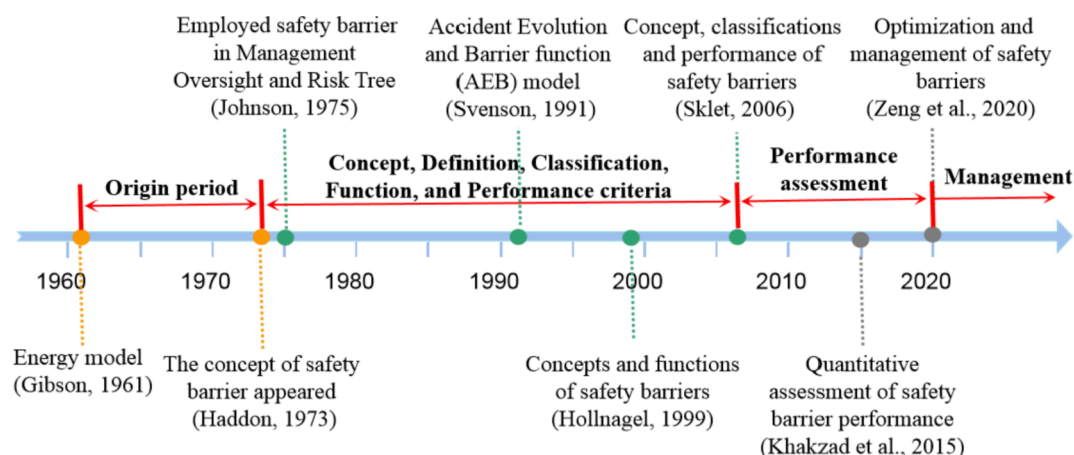 Employed safety barrier
in Management
Oversight and Risk Tree
(Johnson, 1975)
Accident Evolution
and Barrier function
(AEB) model
(Svenson, 1991)
Concept, classifications
and performance of
safety barriers
(Sklet, 2006)
Optimization and
management of safety
barriers
(Zeng et al., 2020)
Origin period
Concept, Definition, Classification,
Function, and Performance criteria
Performance
assessment
Management
1960
1970
1980
1990
2000
2010
2020
Energy model
(Gibson, 1961)
The concept of safety
barrier appeared
(Haddon, 1973)
Concepts and functions
of safety barriers
(Hollnagel, 1999)
Quantitative
assessment of safety
barrier performance
(Khakzad et al., 2015)